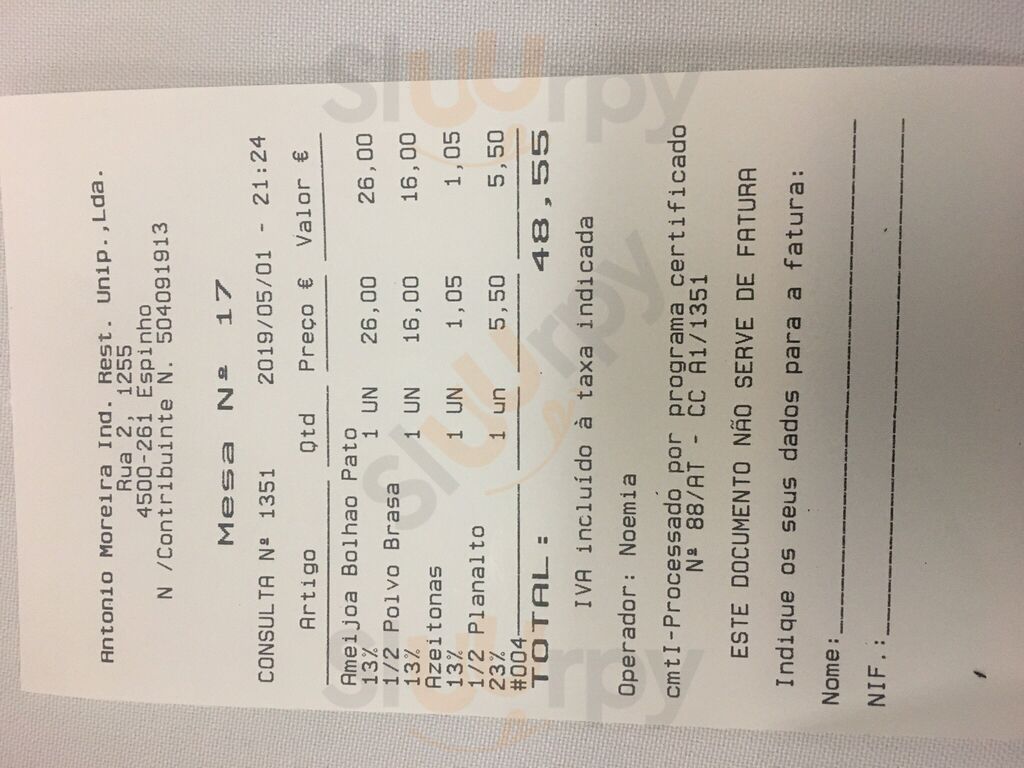 Antonio Moreira Ind. Rest. Unip.,Lda.
Rua 2, 1255
4500-261 Espinho
N /Contribuinte N. 504091913
Mesa Nº 17
CONSULTA Nº 1351 2019/05/01 - 21:24
Artigo Qtd Preço € Valor €
Ameijoa Bolhao Pato
13% 1 UN 26,00 26,00
1/2 Polvo Brasa
13% 1 UN 16,00 16,00
Azeitonas
13% 1 UN 1,05 1,05
1/2 Planalto
23% 1 un 5,50 5,50
#004
TOTAL: 48,55
IVA incluído à taxa indicada
Operador: Noemia
cmtI-Processado por programa certificado
Nº 88/AT - CC A1/1351
ESTE DOCUMENTO NÃO SERVE DE FATURA
Indique os seus dados para a fatura:
Nome:
NIF.:
Sluurpy
Sluurpy
Sluurpy